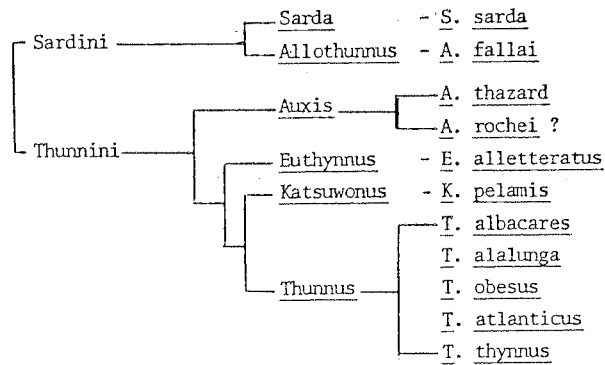 Sarda - S. sarda
Sardini
Allothunnus - A. fallai
A. thazard
Auxis
A. rochei ?
Thunnini
Euthynnus - E. alletteratus
Katsuwonus - K. pelamis
T. albacares
T. alalunga
Thunnus T. obesus
T. atlanticus
T. thynnus